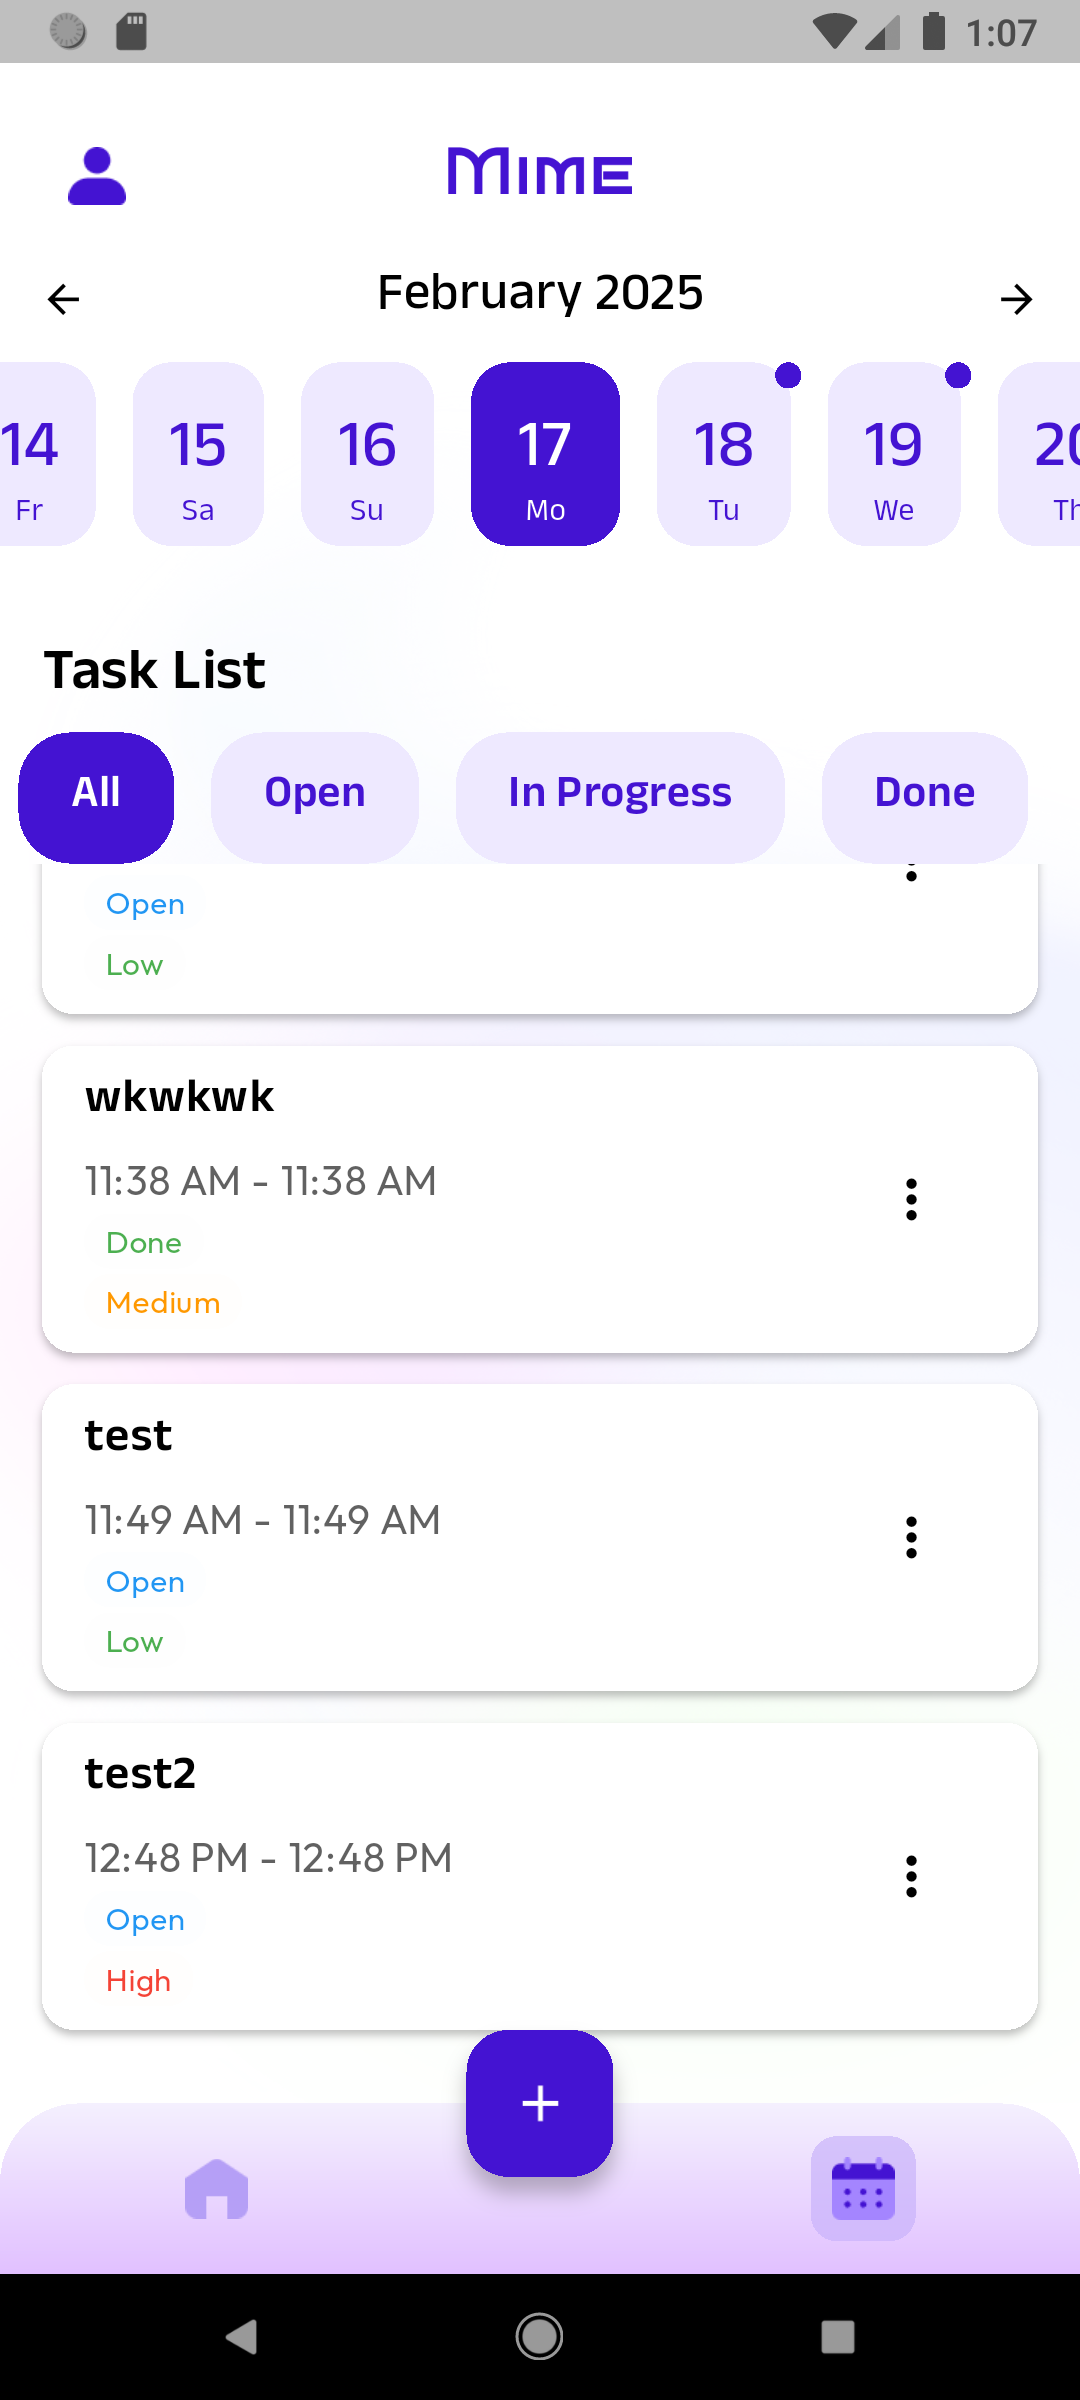 1:07
MIME
February 2025
14 15 16 17 18 19
Fr Sa Su Mo Tu We
Task List
All Open In Progress Done
Open
Low
wkwkwk
11:38 AM - 11:38 AM
Done
Medium
test
11:49 AM - 11:49 AM
Open
Low
test2
12:48 PM - 12:48 PM
Open
High
+